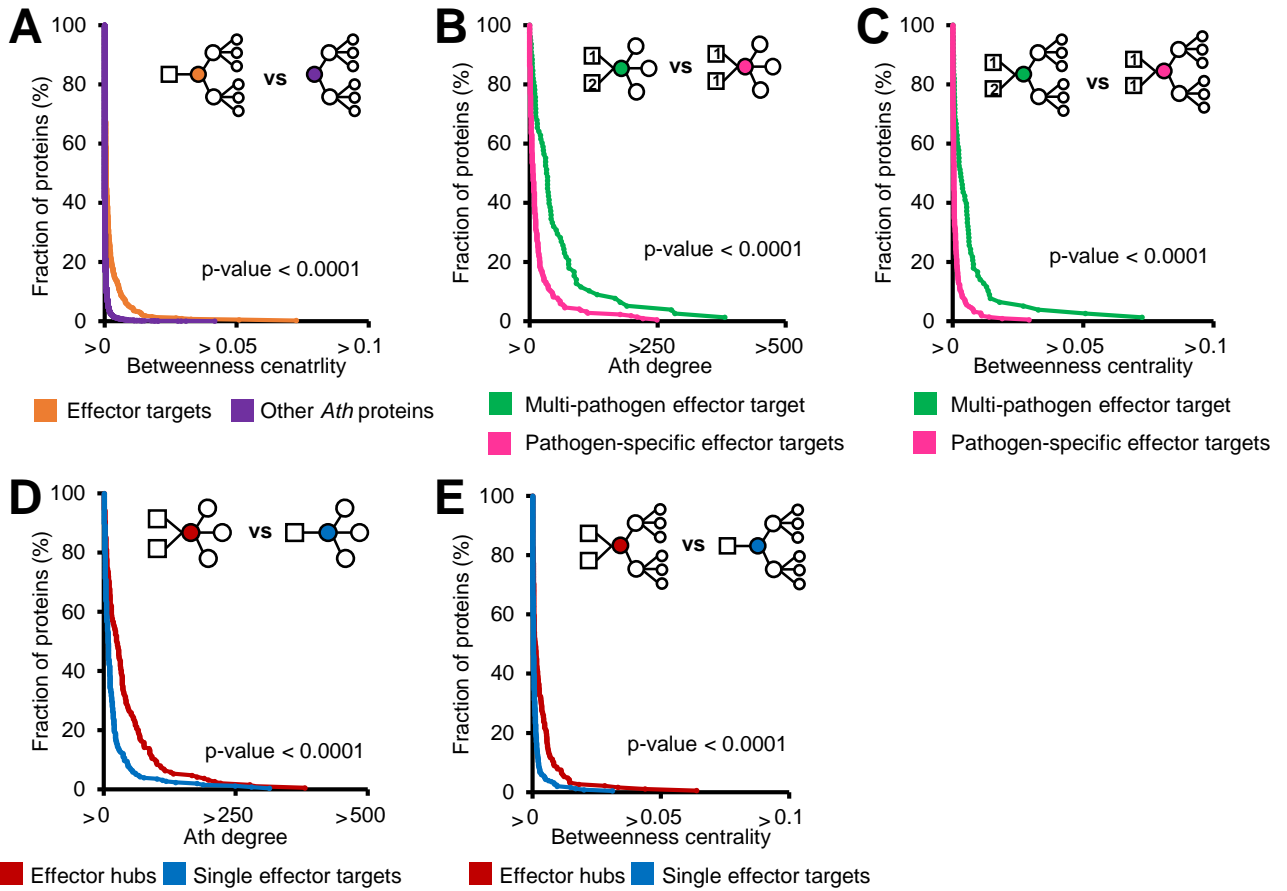 A
100
80
60
40
20
0
Fraction of proteins (%)
vs
p-value < 0.0001
>0
>0.05
>0.1
Betweenness cenatrlity
Effector targets
Other Ath proteins
B
100
80
60
40
20
0
Fraction of proteins (%)
1
2
vs
1
1
p-value < 0.0001
>0
>250
>500
Ath degree
Multi-pathogen effector target
Pathogen-specific effector targets
C
100
80
60
40
20
0
Fraction of proteins (%)
1
2
vs
1
1
p-value < 0.0001
>0
>0.05
>0.1
Betweenness centrality
Multi-pathogen effector target
Pathogen-specific effector targets
D
100
80
60
40
20
0
Fraction of proteins (%)
vs
p-value < 0.0001
>0
>250
>500
Ath degree
Effector hubs
Single effector targets
E
100
80
60
40
20
0
Fraction of proteins (%)
vs
p-value < 0.0001
>0
>0.05
>0.1
Betweenness centrality
Effector hubs
Single effector targets